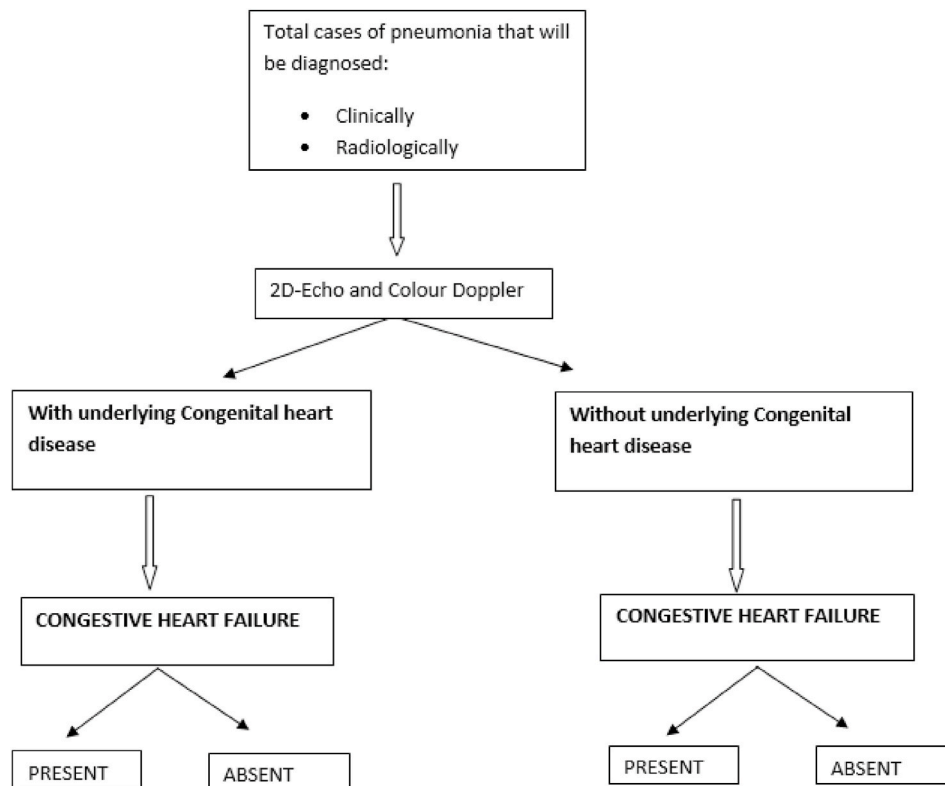 Total cases of pneumonia that will
be diagnosed:
• Clinically
• Radiologically
2D-Echo and Colour Doppler
With underlying Congenital heart
disease
Without underlying Congenital
heart disease
CONGESTIVE HEART FAILURE
CONGESTIVE HEART FAILURE
PRESENT
ABSENT
PRESENT
ABSENT